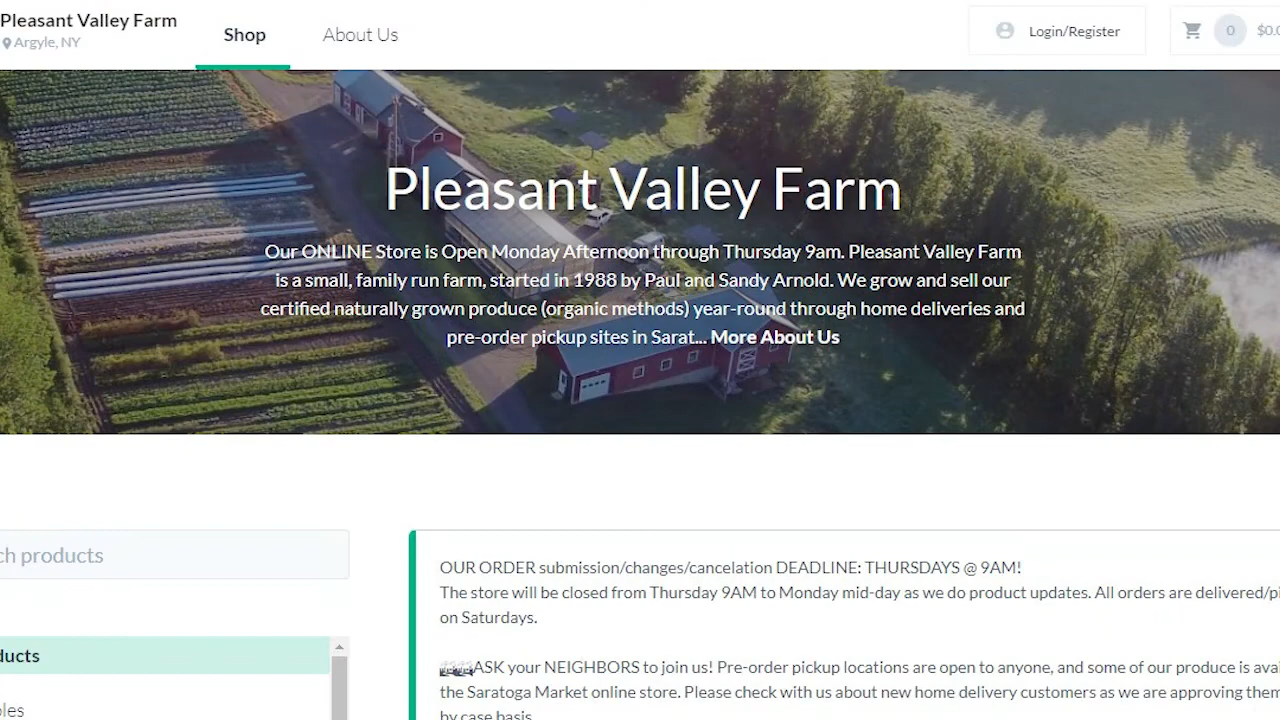 Pleasant Valley Farm
Argyle, NY
Shop
About Us
Login/Register
0
Pleasant Valley Farm
Our ONLINE Store is Open Monday Afternoon through Thursday 9am. Pleasant Valley Farm
is a small, family run farm, started in 1988 by Paul and Sandy Arnold. We grow and sell our
certified naturally grown produce (organic methods) year-round through home deliveries and
pre-order pickup sites in Sarat... More About Us
ch products
OUR ORDER submission/changes/cancelation DEADLINE: THURSDAYS @ 9AM!
The store will be closed from Thursday 9AM to Monday mid-day as we do product updates. All orders are delivered/pi
on Saturdays.
ducts
ASK your NEIGHBORS to join us! Pre-order pickup locations are open to anyone, and some of our produce is avai
the Saratoga Market online store. Please check with us about new home delivery customers as we are approving them
bles
by case basis.